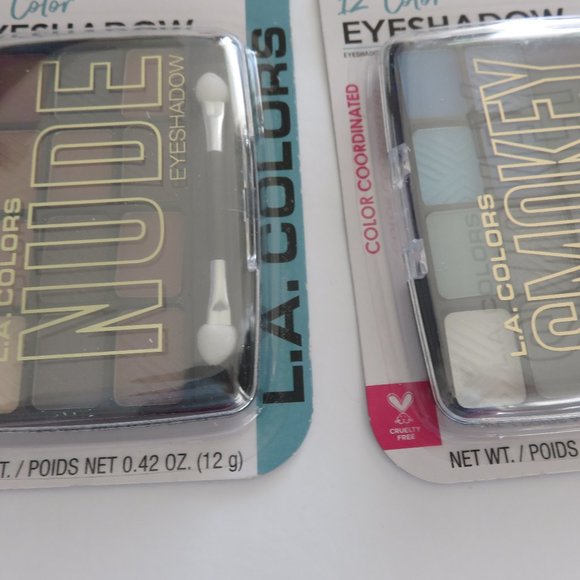 Color
EYESHADOW
L.A. COLORS
NUDE
EYESHADOW
L.A. COLORS
T. / POIDS NET 0.42 OZ. (12 g)
12 Color
EYESHADOW
EYESHADO
COLOR COORDINATED
L.A. COLORS
SMOKEY
CRUELTY
FREE
NET WT. / POIDS